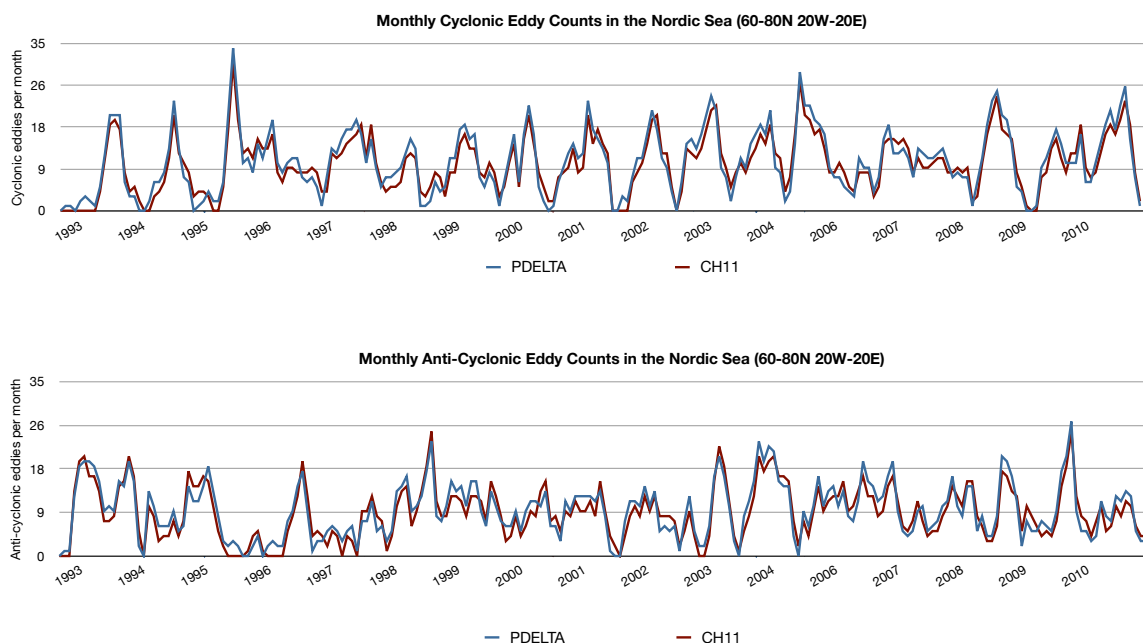 Monthly Cyclonic Eddy Counts in the Nordic Sea (60-80N 20W-20E)
Cyclonic eddies per month
35
26
18
9
0
1993 1994 1995 1996 1997 1998 1999 2000 2001 2002 2003 2004 2005 2006 2007 2008 2009 2010
PDELTA CH11
Monthly Anti-Cyclonic Eddy Counts in the Nordic Sea (60-80N 20W-20E)
Anti-cyclonic eddies per month
35
26
18
9
0
1993 1994 1995 1996 1997 1998 1999 2000 2001 2002 2003 2004 2005 2006 2007 2008 2009 2010
PDELTA CH11